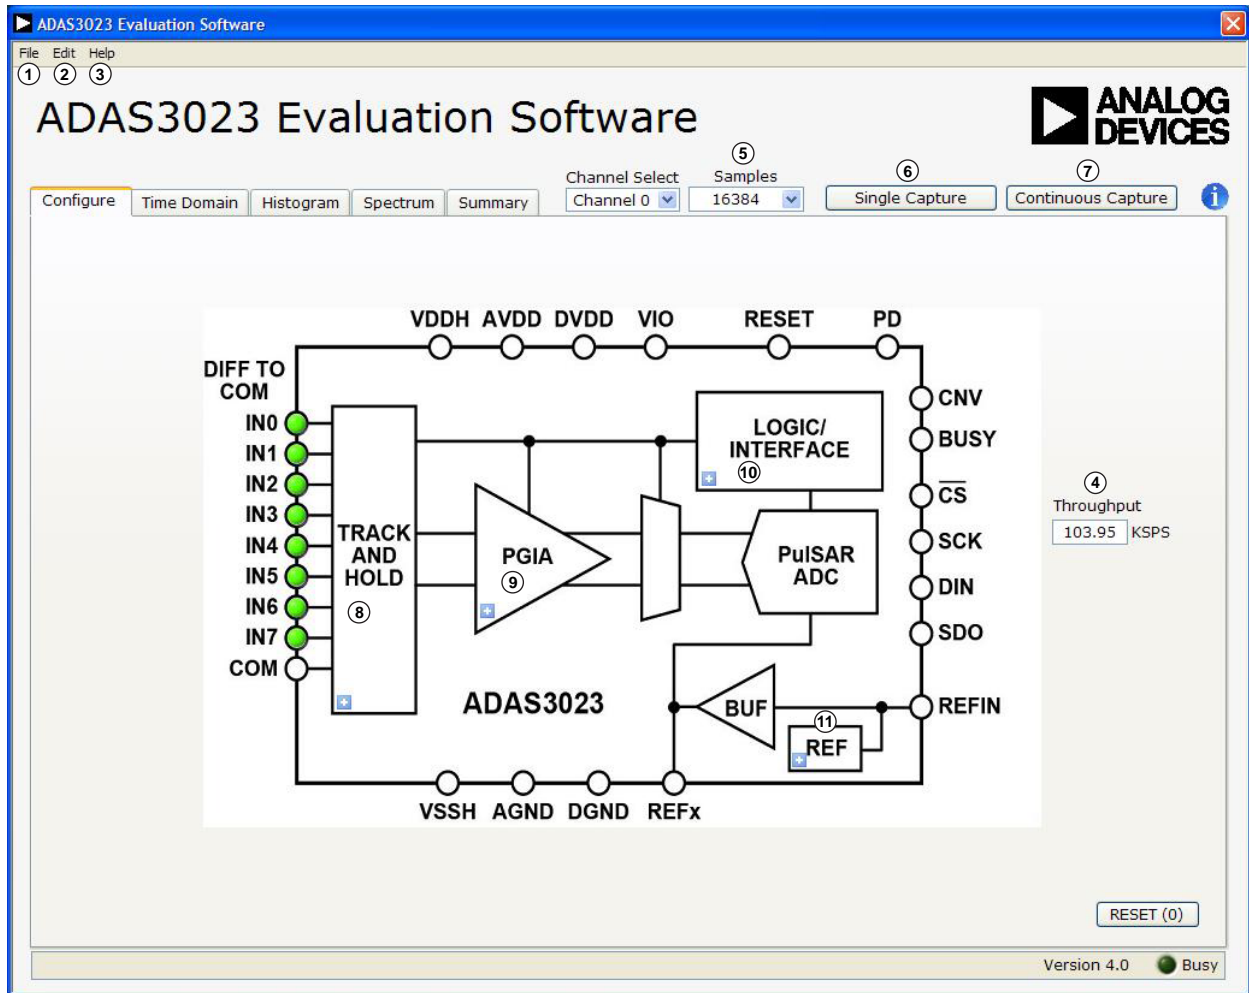 ADAS3023 Evaluation Software
File Edit Help
1 2 3
ADAS3023 Evaluation Software
ANALOG
DEVICES
5 6 7
Channel Select Samples
Configure Time Domain Histogram Spectrum Summary Channel 0 16384 Single Capture Continuous Capture i
VDDH AVDD DVDD VIO RESET PD
DIFF TO
COM
IN0
IN1
IN2
IN3
IN4
IN5
IN6
IN7
COM
TRACK
AND
HOLD
8
PGIA
9
LOGIC/
INTERFACE
10
PulSAR
ADC
ADAS3023
BUF
11
REF
CNV
BUSY
CS
SCK
DIN
SDO
REFIN
VSSH AGND DGND REFx
4
Throughput
103.95 KSPS
RESET (0)
Version 4.0 Busy